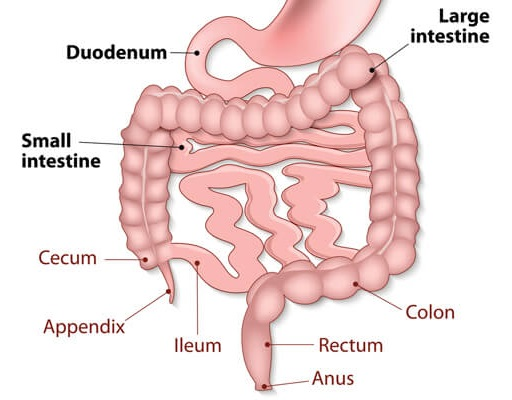 Large
intestine
Duodenum
Small
intestine
Cecum
Appendix
Ileum
Colon
Rectum
Anus